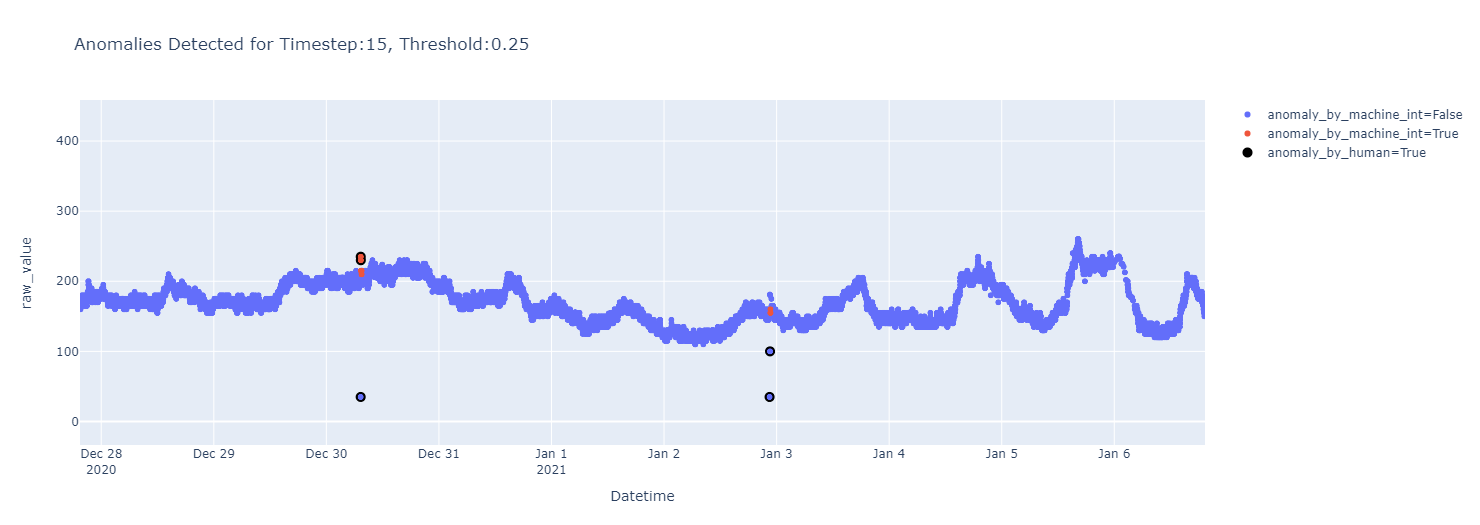 Anomalies Detected for Timestep:15, Threshold:0.25
anomaly_by_machine_int=False
anomaly_by_machine_int=True
anomaly_by_human=True
400
300
200
100
0
raw_value
Dec 28 Dec 29 Dec 30 Dec 31 Jan 1 Jan 2 Jan 3 Jan 4 Jan 5 Jan 6
2020 2021
Datetime